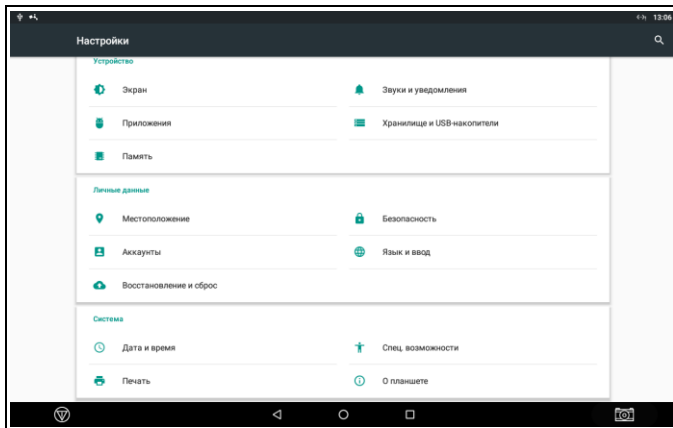 13:06
Настройки
Устройство
Экран
Звуки и уведомления
Приложения
Хранилище и USB-накопители
Память
Личные данные
Местоположение
Безопасность
Аккаунты
Язык и ввод
Восстановление и сброс
Система
Дата и время
Спец. возможности
Печать
О планшете